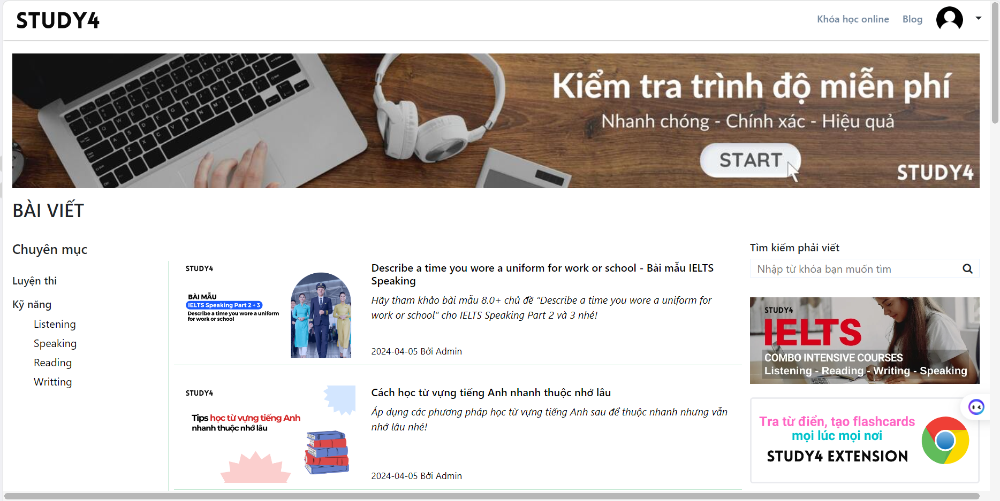 STUDY4
Khóa học online
Blog
Kiểm tra trình độ miễn phí
Nhanh chóng - Chính xác - Hiệu quả
START
STUDY4
BÀI VIẾT
Chuyên mục
Luyện thi
Kỹ năng
Listening
Speaking
Reading
Writting
STUDY4
BÀI MẪU
IELTS Speaking Part 2 + 3
Describe a time you wore a uniform
for work or school
Describe a time you wore a uniform for work or school - Bài mẫu IELTS
Speaking
Hãy tham khảo bài mẫu 8.0+ chủ đề “Describe a time you wore a uniform for
work or school” cho IELTS Speaking Part 2 và 3 nhé!
2024-04-05 Bởi Admin
STUDY4
Tips học từ vựng tiếng Anh
nhanh thuộc nhớ lâu
Cách học từ vựng tiếng Anh nhanh thuộc nhớ lâu
Áp dụng các phương pháp học từ vựng tiếng Anh sau để thuộc nhanh nhưng vẫn
nhớ lâu nhé!
2024-04-05 Bởi Admin
Tìm kiếm phải viết
Nhập từ khóa bạn muốn tìm
STUDY4
IELTS
COMBO INTENSIVE COURSES
Listening - Reading - Writing - Speaking
Tra từ điển, tạo flashcards
mọi lúc mọi nơi
STUDY4 EXTENSION